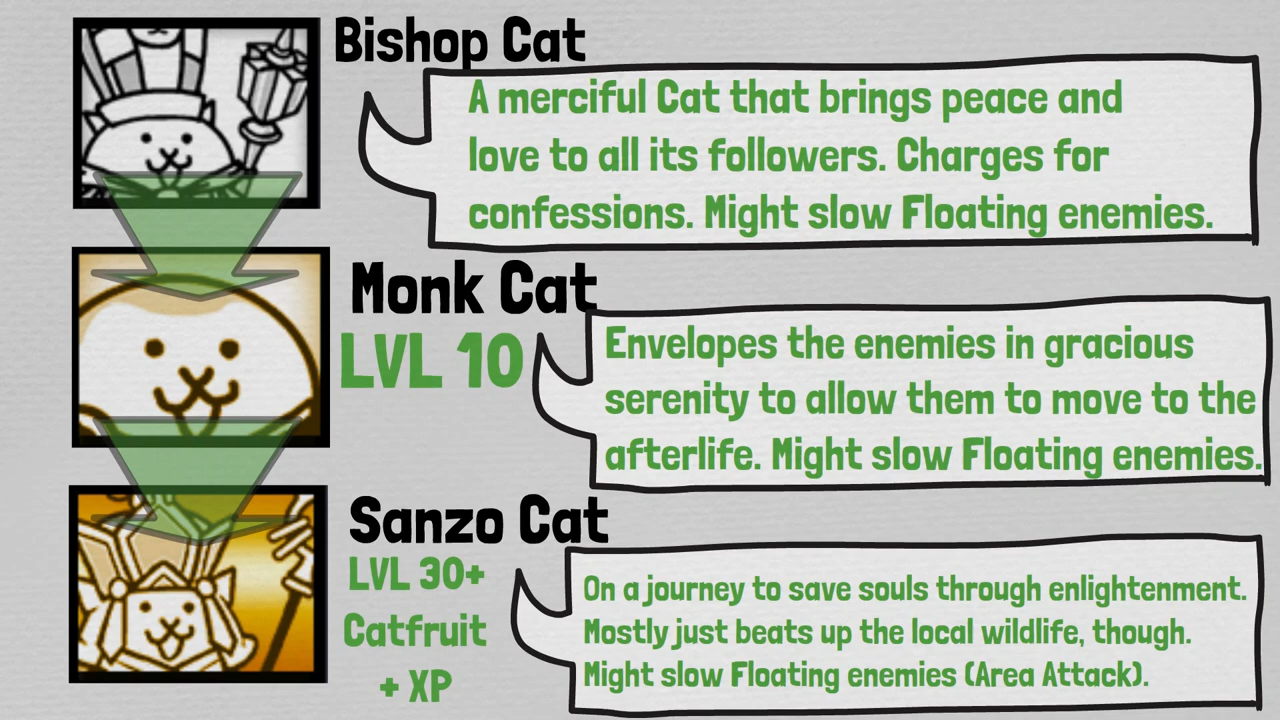 Bishop Cat
A merciful Cat that brings peace and
love to all its followers. Charges for
confessions. Might slow Floating enemies.
Monk Cat
LVL 10
Envelopes the enemies in gracious
serenity to allow them to move to the
afterlife. Might slow Floating enemies.
Sanzo Cat
LVL 30+
Catfruit
+ XP
On a journey to save souls through enlightenment.
Mostly just beats up the local wildlife, though.
Might slow Floating enemies (Area Attack).